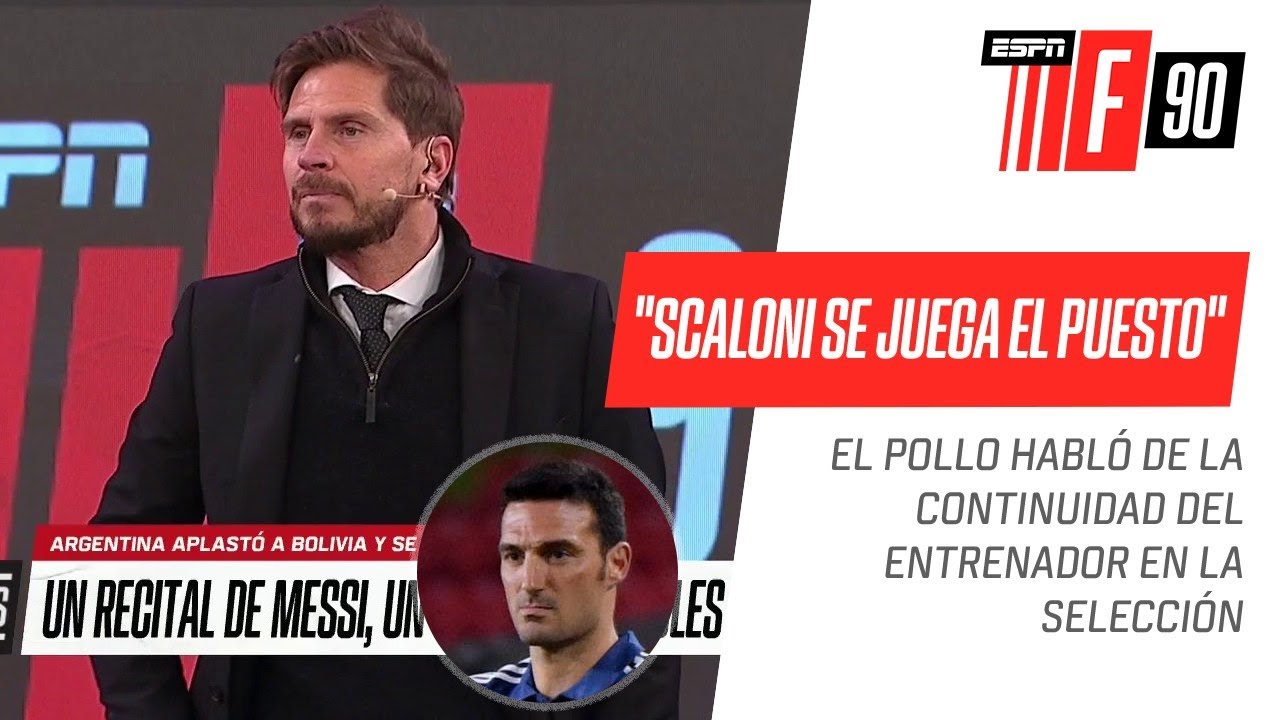 ESPN
F
90
"SCALONI SE JUEGA EL PUESTO"
EL POLLO HABLÓ DE LA
CONTINUIDAD DEL
ENTRENADOR EN LA
SELECCIÓN
ARGENTINA APLASTÓ A BOLIVIA Y SE
UN RECITAL DE MESSI, UN